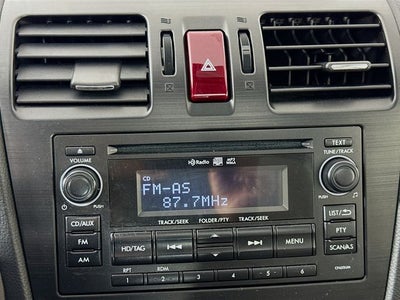 TEXT
VOLUME
HD Radio MP3 WMA
TUNE/TRACK
CD
FM-AS
87.7MHz
PUSH
PUSH
TRACK/SEEK FOLDER/PTY TRACK/SEEK
CD/AUX
LIST/
FM
HD/TAG
MENU
PTY
AM
SCAN/AS
RPT RDM
1 2 3 4 5 6